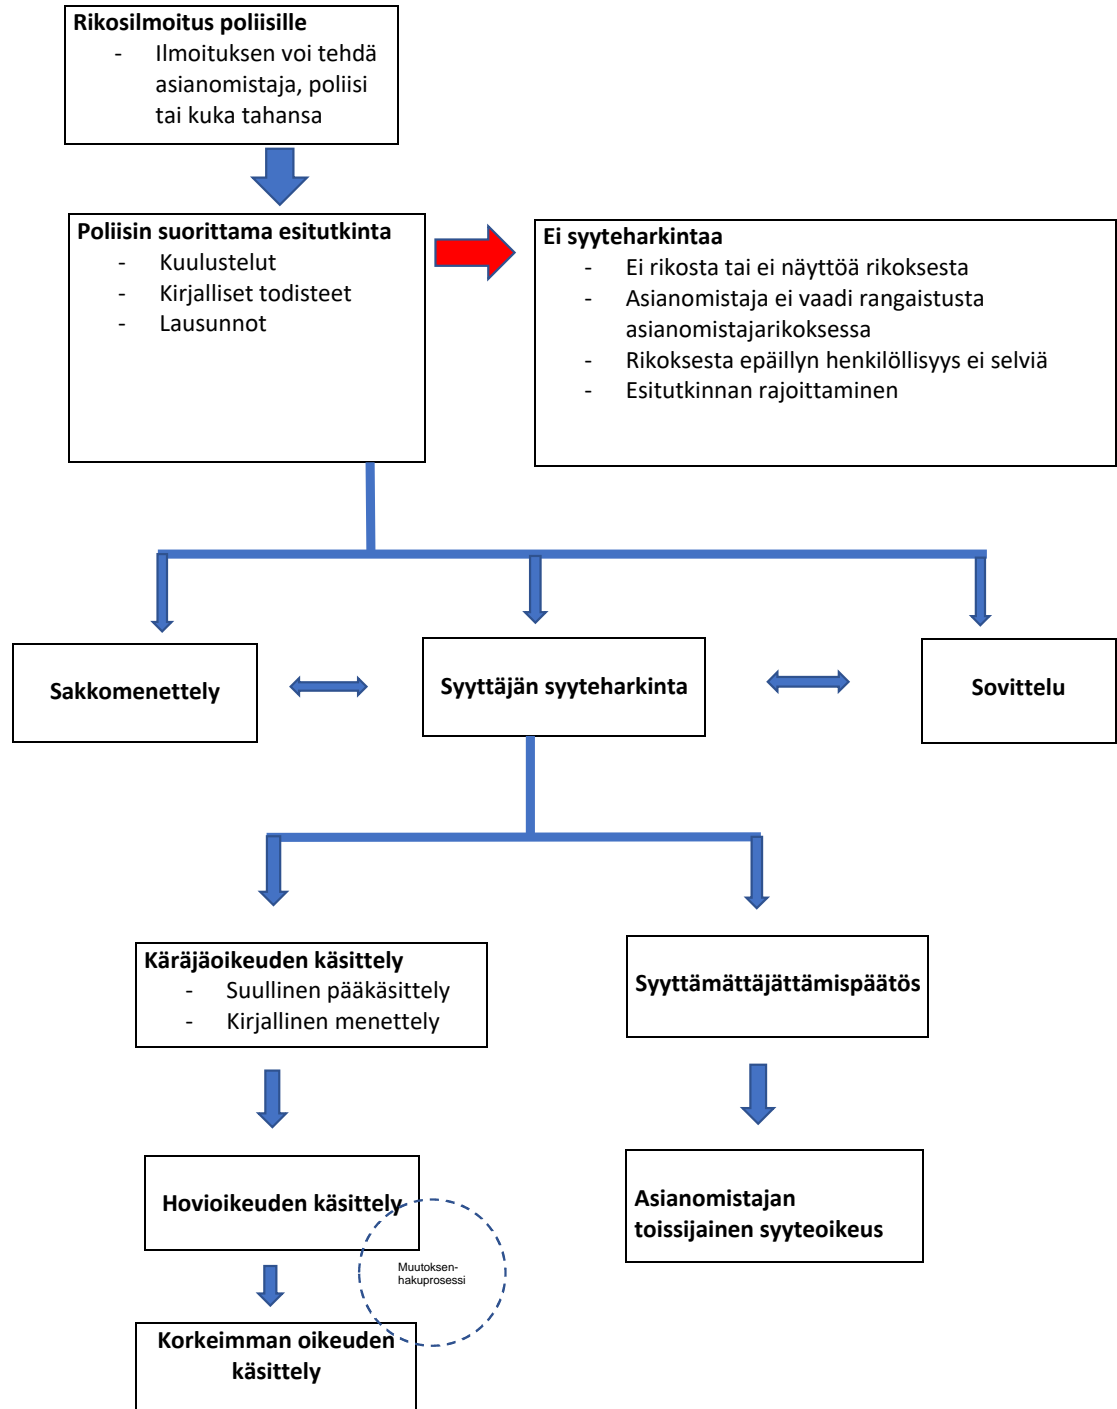 Rikosilmoitus poliisille
- Ilmoituksen voi tehdä
asianomistaja, poliisi
tai kuka tahansa
Poliisin suorittama esitutkinta
- Kuulustelut
- Kirjalliset todisteet
- Lausunnot
Ei syyteharkintaa
- Ei rikosta tai ei näyttöä rikoksesta
- Asianomistaja ei vaadi rangaistusta
asianomistajarikoksessa
- Rikoksesta epäillyn henkilöllisyys ei selviä
- Esitutkinnan rajoittaminen
Sakkomenettely
Syyttäjän syyteharkinta
Sovittelu
Käräjäoikeuden käsittely
- Suullinen pääkäsittely
- Kirjallinen menettely
Syyttämättäjättämispäätös
Hovioikeuden käsittely
Asianomistajan
toissijainen syyteoikeus
Muutoksen-
hakuprosessi
Korkeimman oikeuden
käsittely